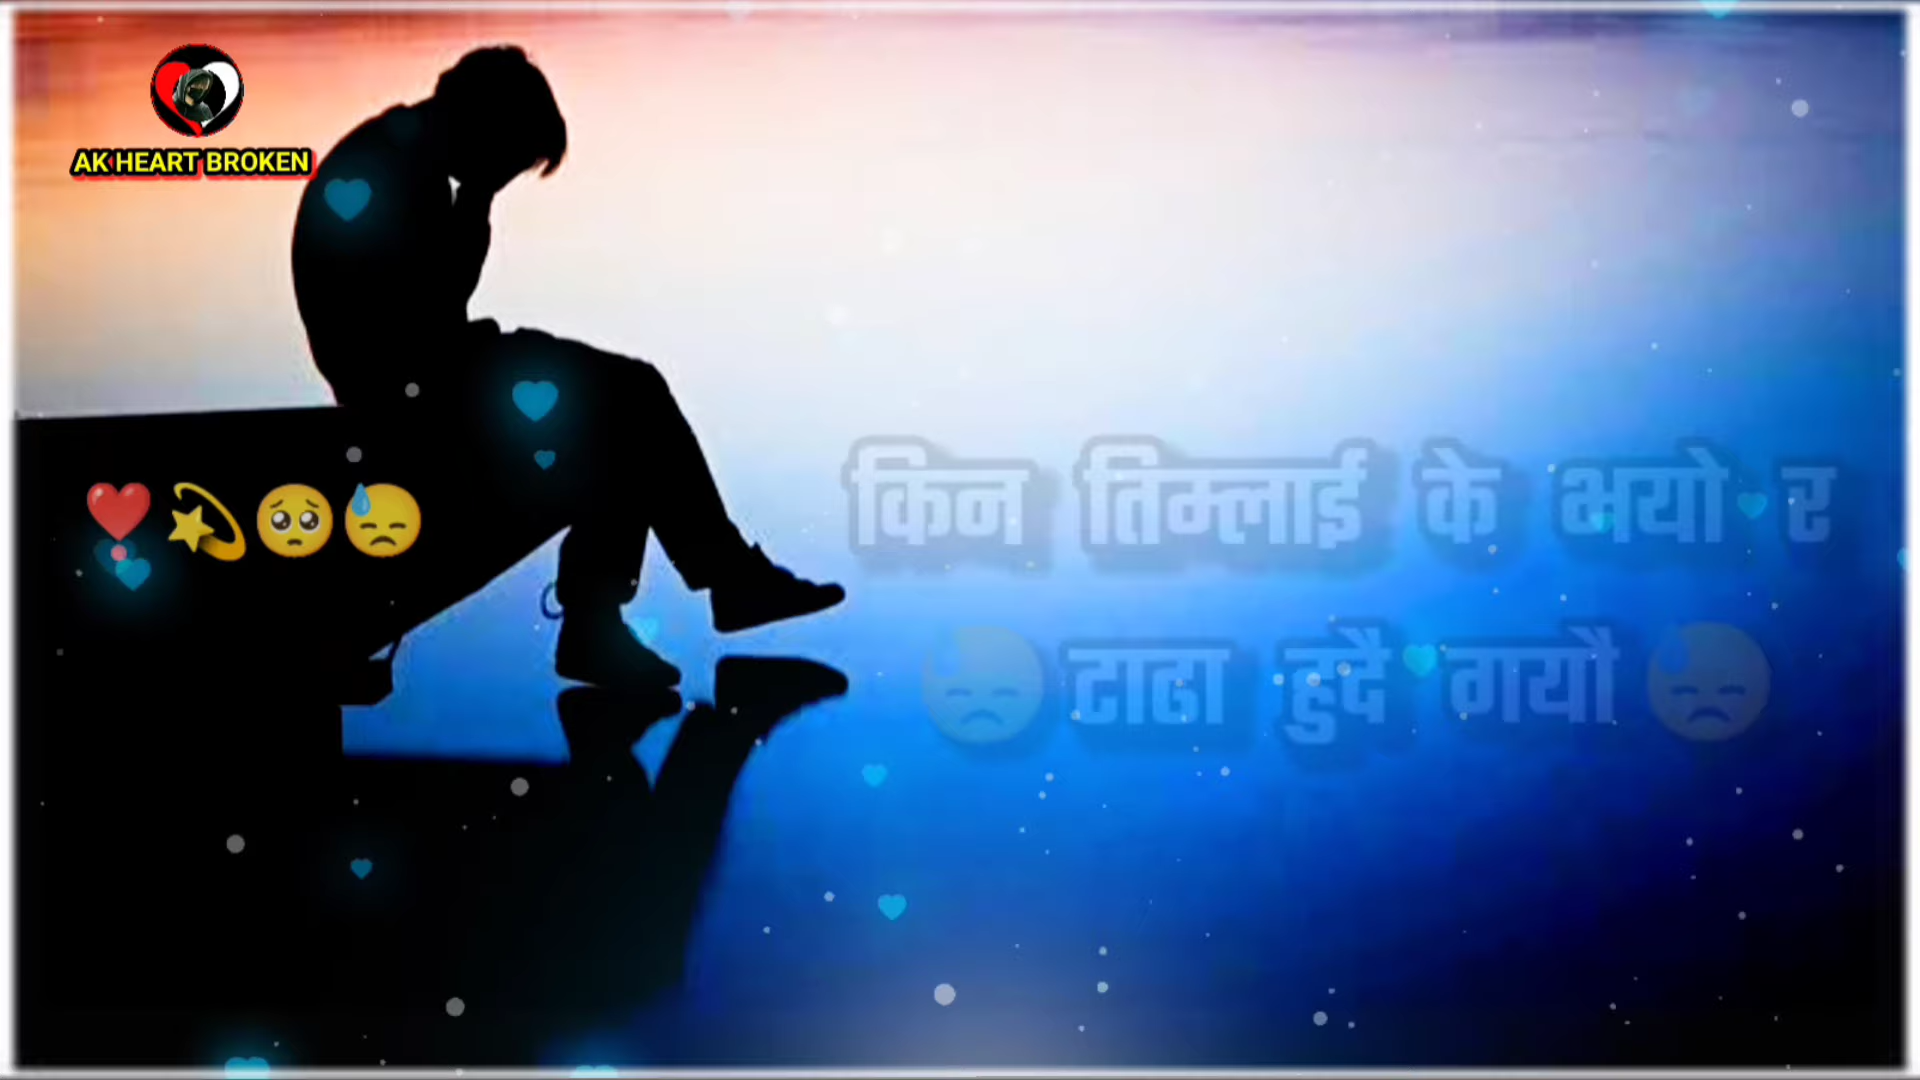 AK HEART BROKEN
❣️💫🥺😓
किन तिम्लाई के भयो र
😓टाढा हुदै गयौ😓